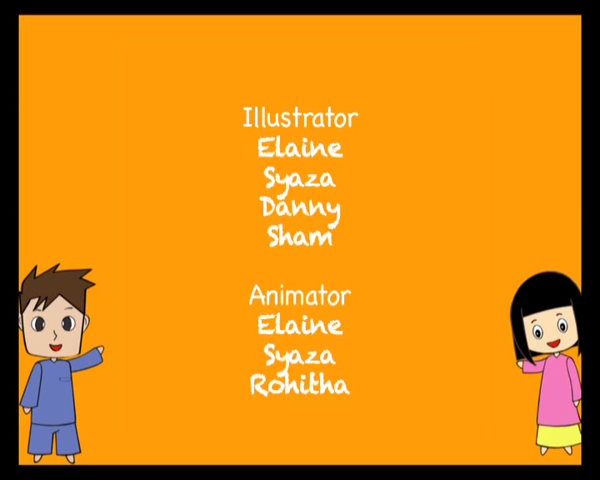 Illustrator
Elaine
Syaza
Danny
Sham
Animator
Elaine
Syaza
Rohitha